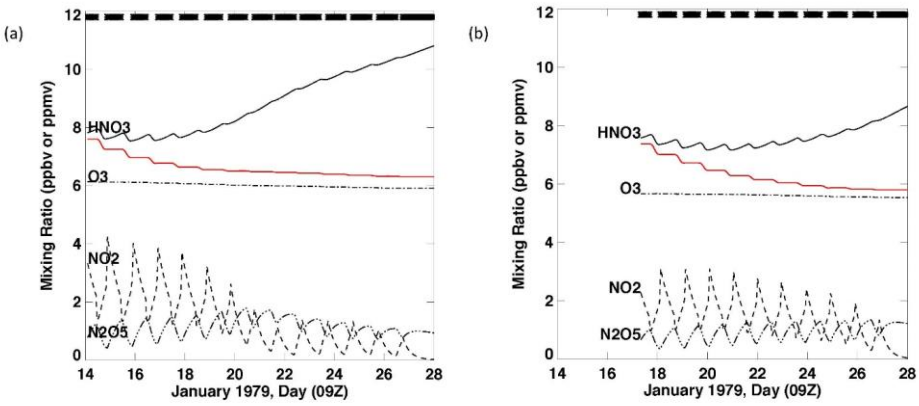 (a)
12
10
8
6
4
2
0
Mixing Ratio (ppbv or ppmv)
HNO3
O3
NO2
N2O5
14 16 18 20 22 24 26 28
January 1979, Day (09Z)
(b)
12
10
8
6
4
2
0
Mixing Ratio (ppbv or ppmv)
HNO3
O3
NO2
N2O5
14 16 18 20 22 24 26 28
January 1979, Day (09Z)